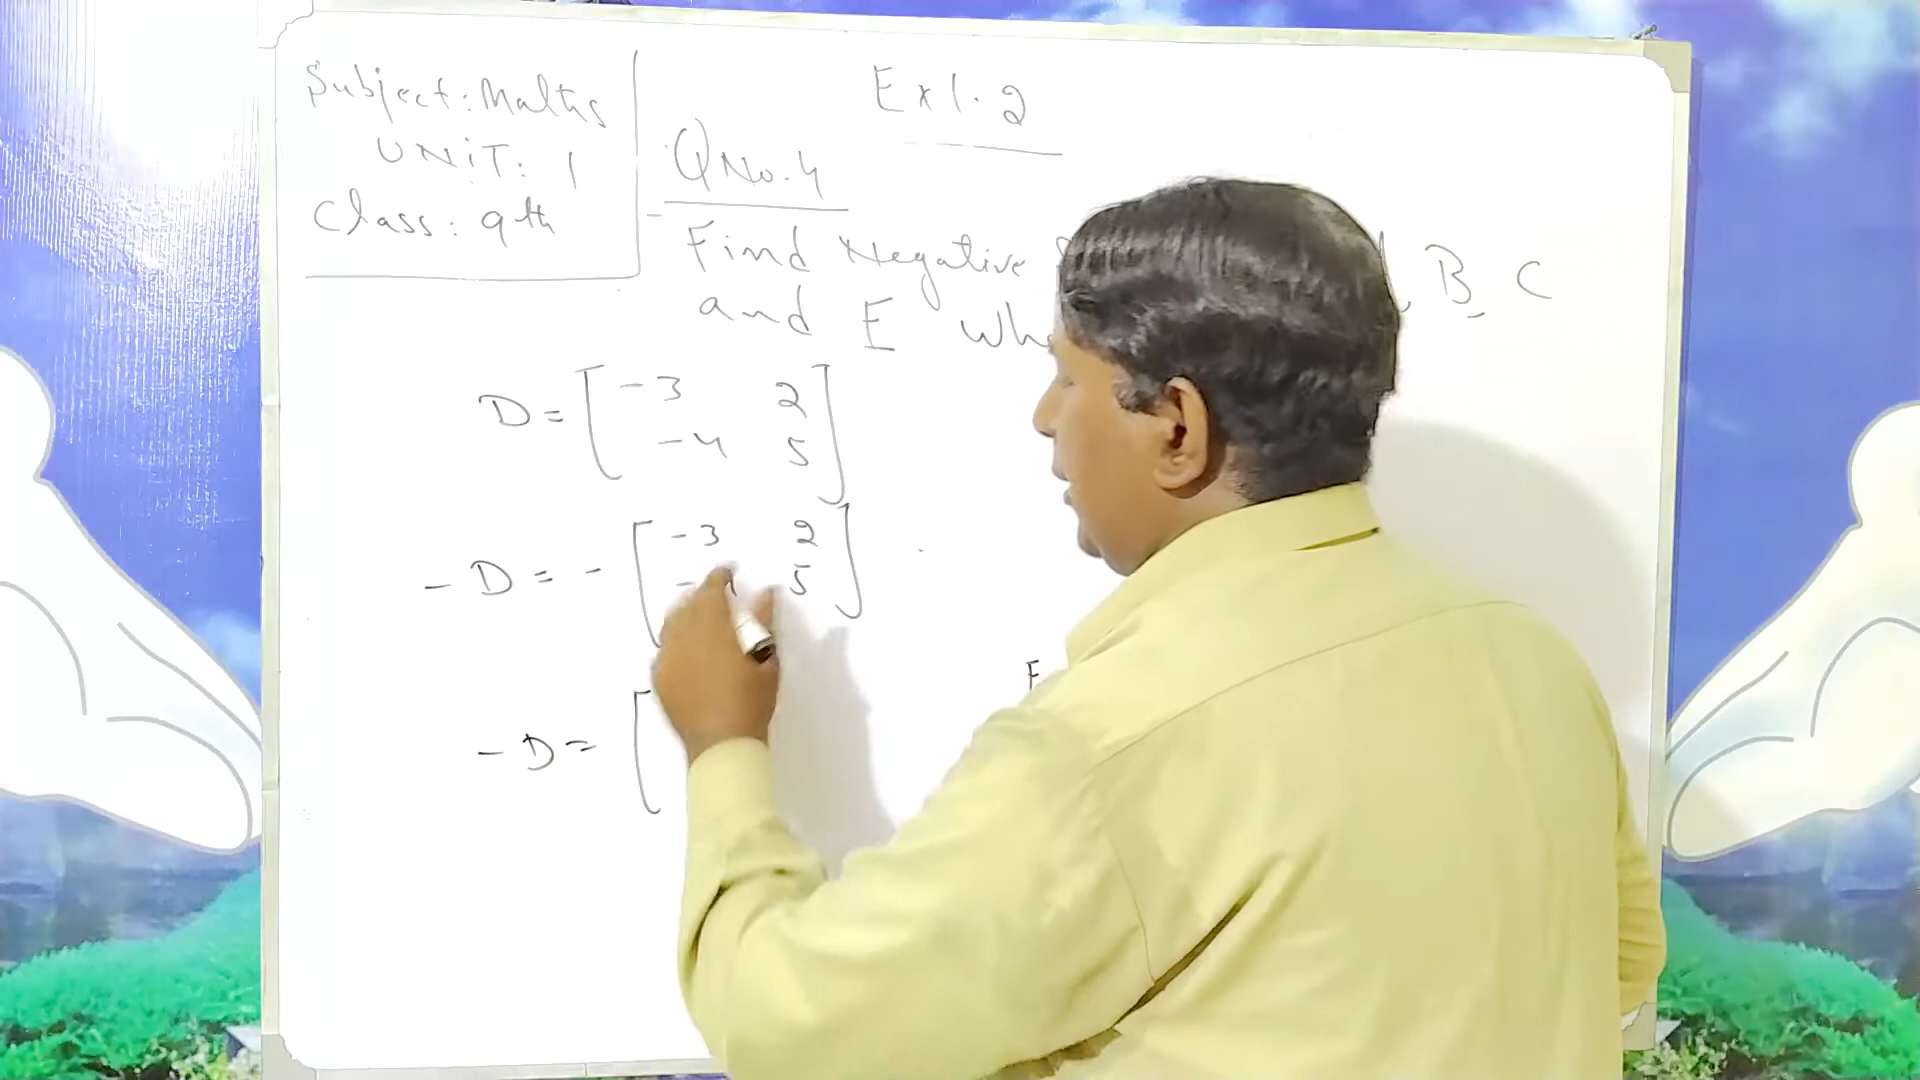 Subject: Maths
UNIT: 1
Class: 9th
Ex 1.2
Q No. 4
Find Negative B, C
and E
D = [ -3 2
-4 5 ]
-D = - [ -3 2
- 5 ]
-D = [